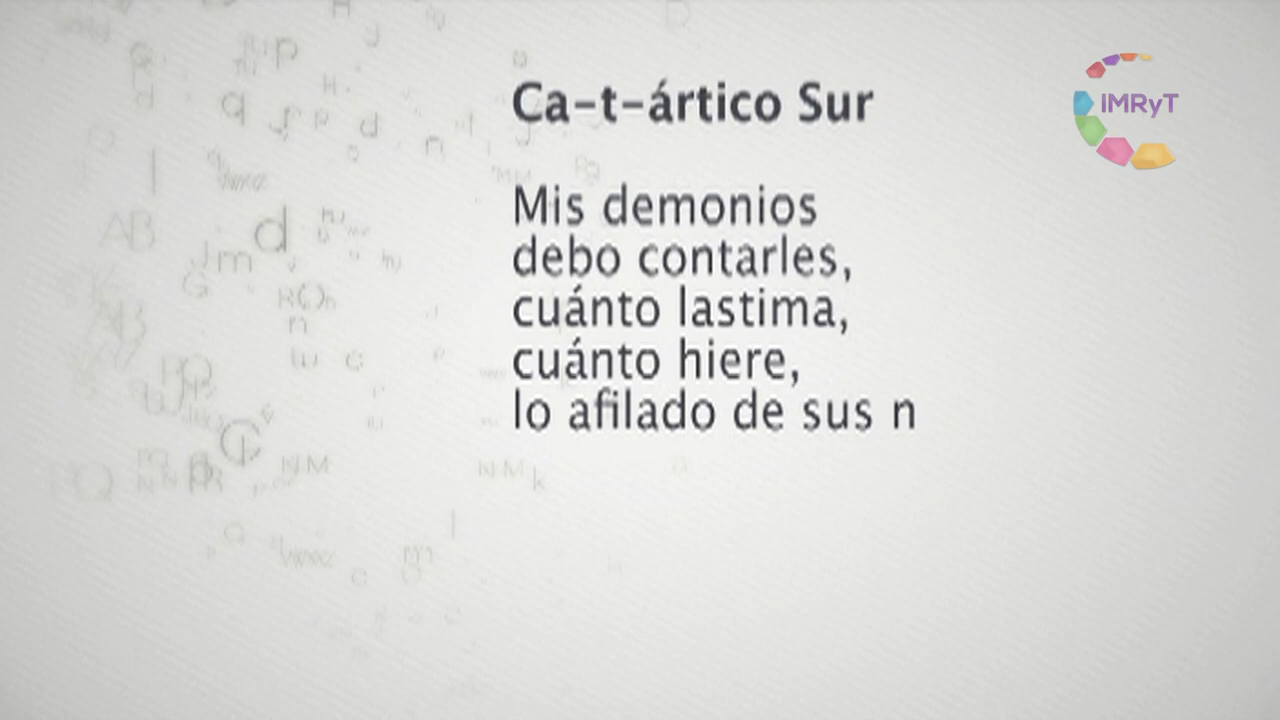 Ca-t-ártico Sur
IMRyT
Mis demonios
debo contarles,
cuánto lastima,
cuánto hiere,
lo afilado de sus n